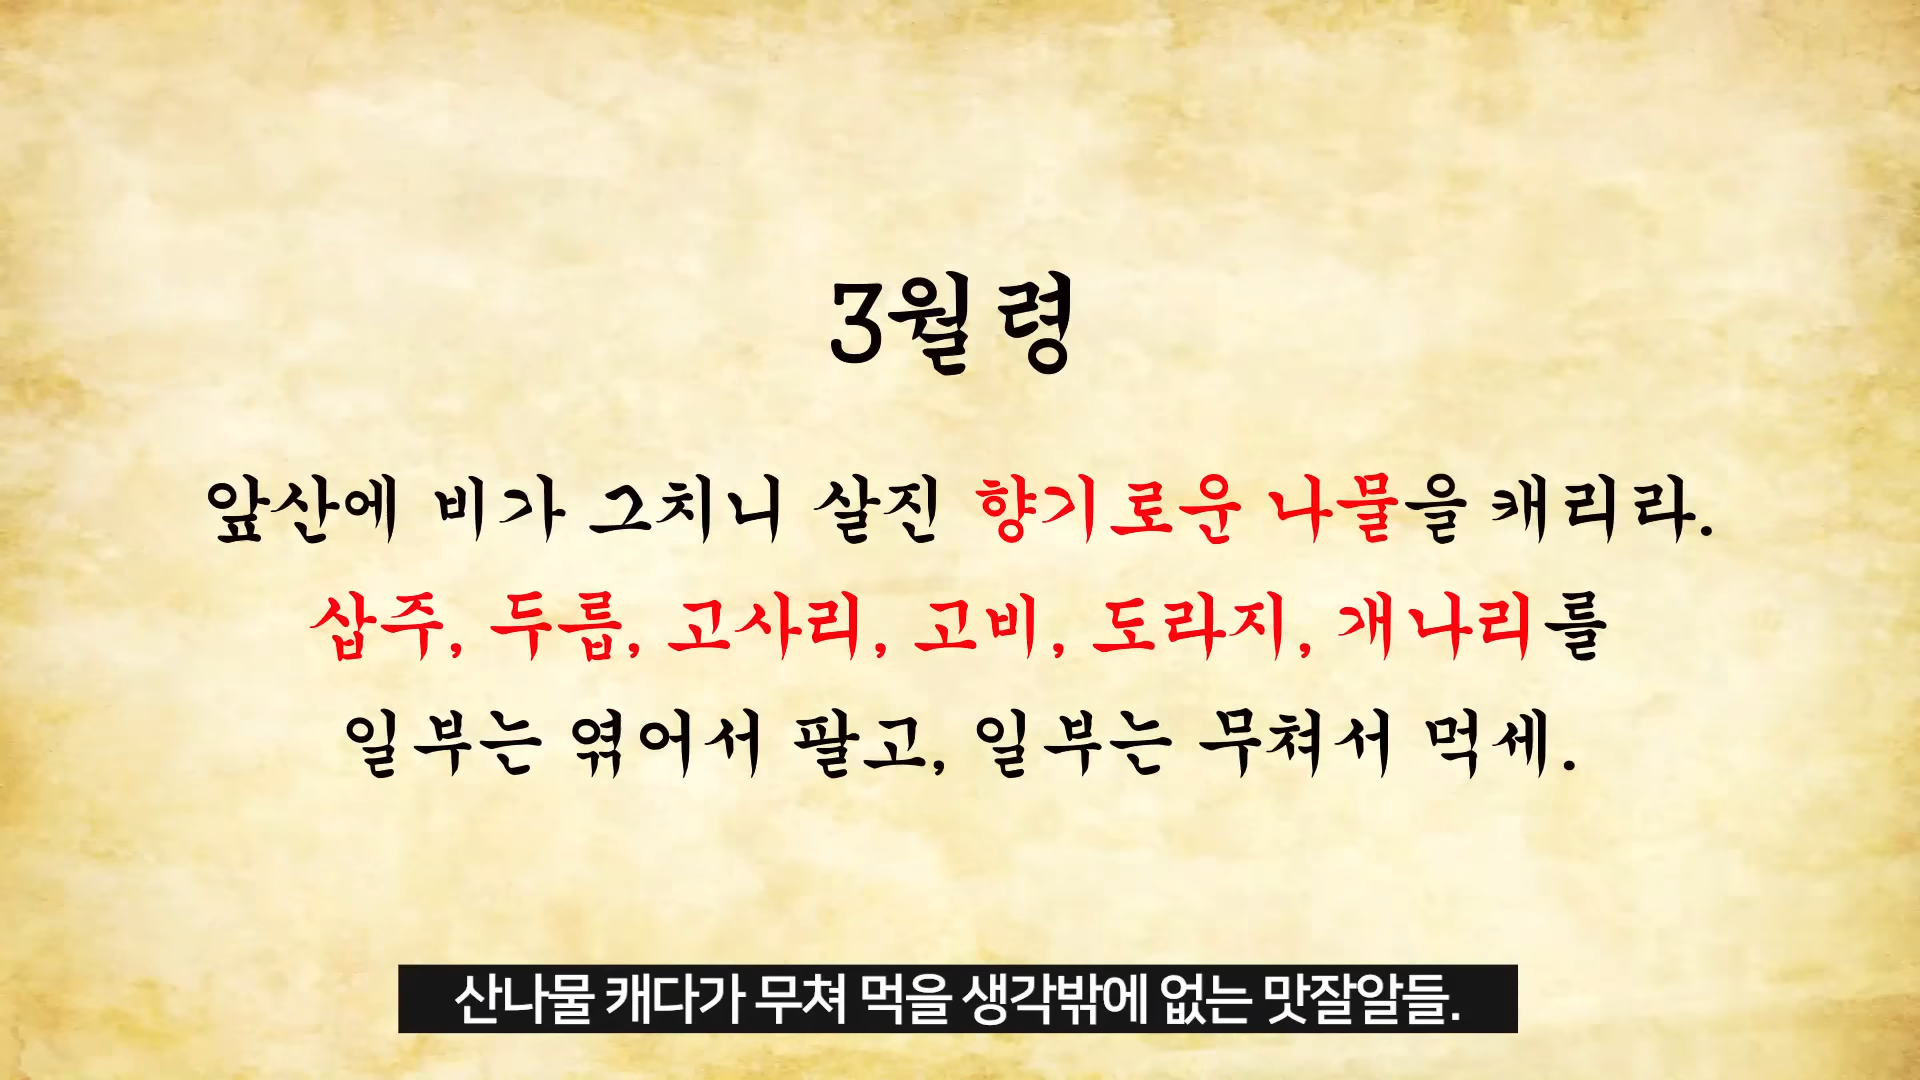 3월령
앞산에 비가 그치니 살진 향기로운 나물을 캐리라.
삽주, 두릅, 고사리, 고비, 도라지, 개나리를
일부는 엮어서 팔고, 일부는 무쳐서 먹세.
산나물 캐다가 무쳐 먹을 생각밖에 없는 맛잘알들.